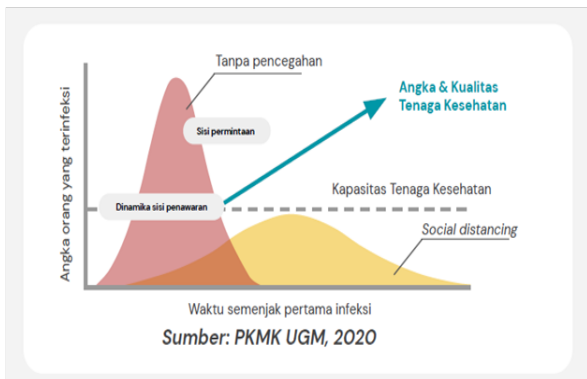 Tanpa pencegahan
Angka & Kualitas
Tenaga Kesehatan
Sisi permintaan
Kapasitas Tenaga Kesehatan
Dinamika sisi penawaran
Social distancing
Angka orang yang terinfeksi
Waktu semenjak pertama infeksi
Sumber: PKMK UGM, 2020